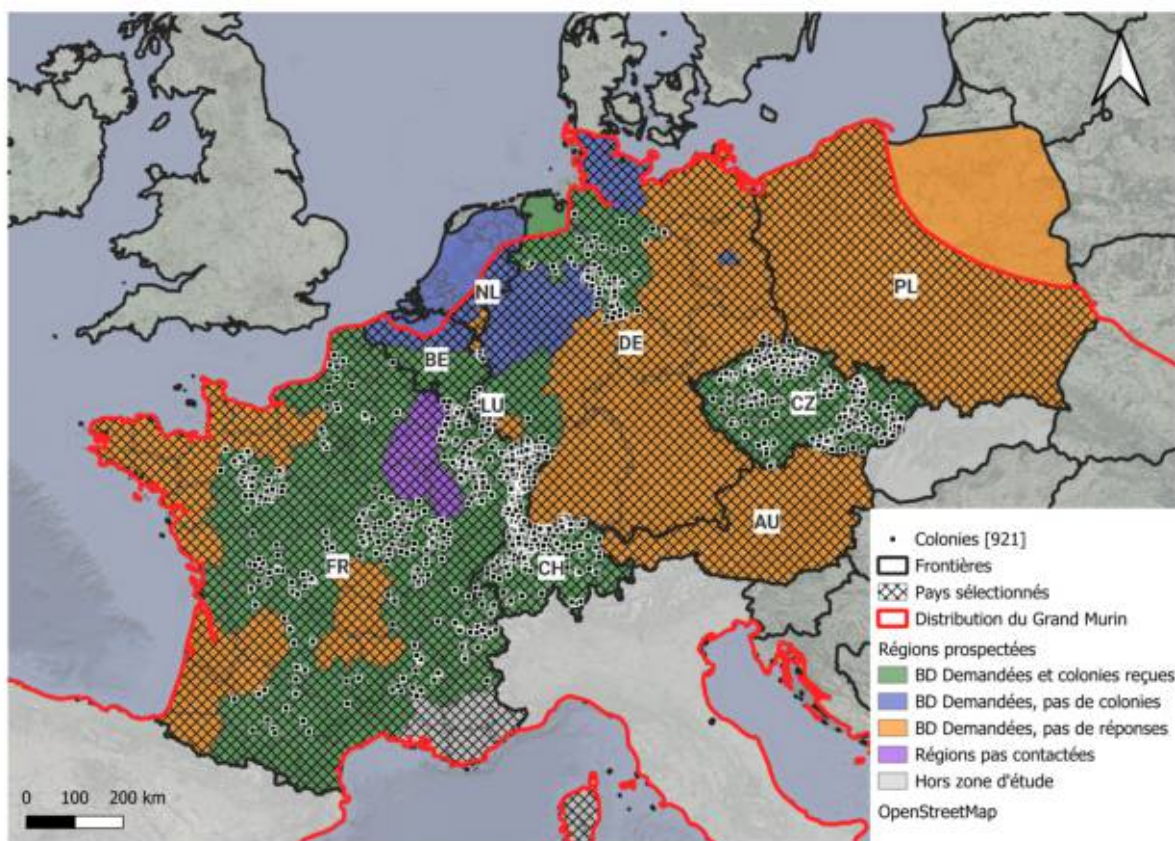 NL
PL
DE
BE
LU
CZ
AU
FR
CH
Colonies [921]
Frontières
Pays sélectionnés
Distribution du Grand Murin
Régions prospectées
BD Demandées et colonies reçues
BD Demandées, pas de colonies
BD Demandées, pas de réponses
Régions pas contactées
Hors zone d'étude
OpenStreetMap
0 100 200 km